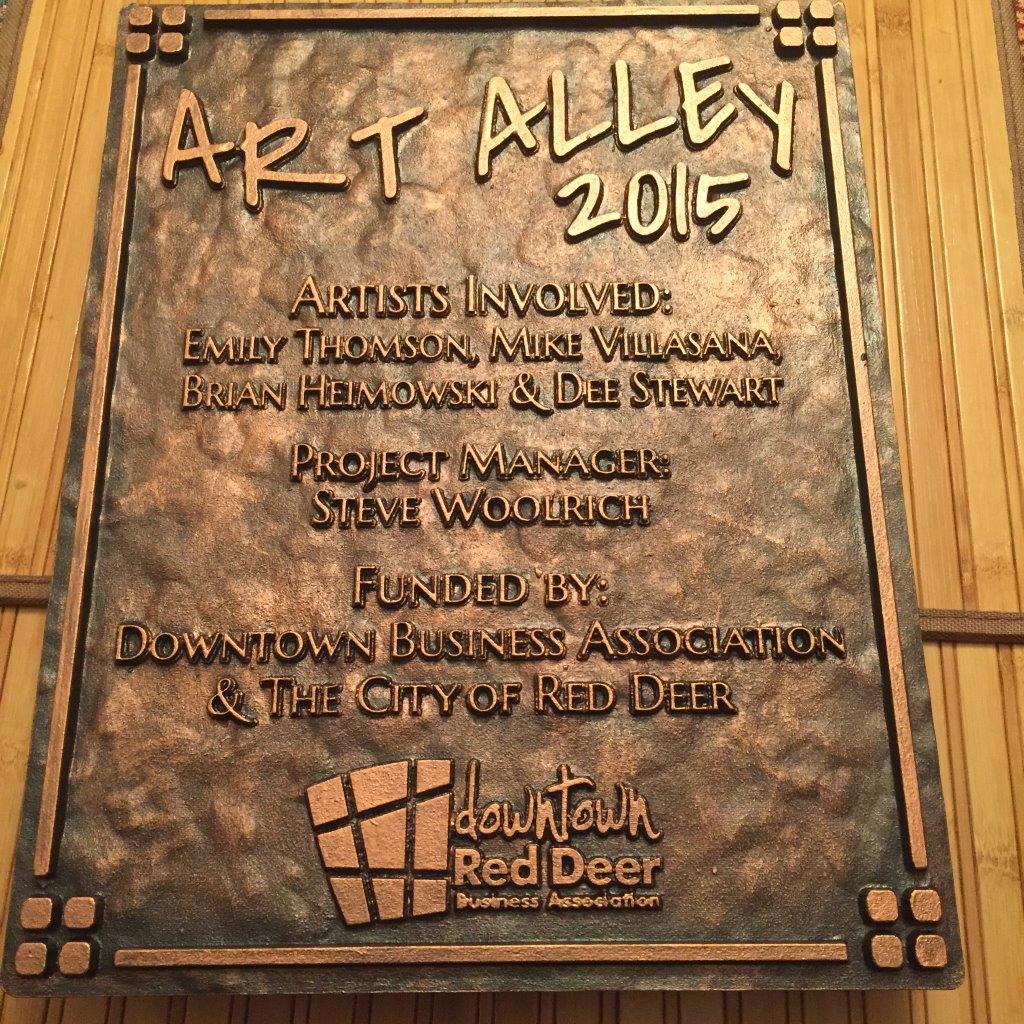 ART ALLEY
2015
ARTISTS INVOLVED:
EMILY THOMSON, MIKE VILLASANA,
BRIAN HEIMOWSKI & DEE STEWART
PROJECT MANAGER:
STEVE WOOLRICH
FUNDED BY:
DOWNTOWN BUSINESS ASSOCIATION
& THE CITY OF RED DEER
downtown
Red Deer
Business Association